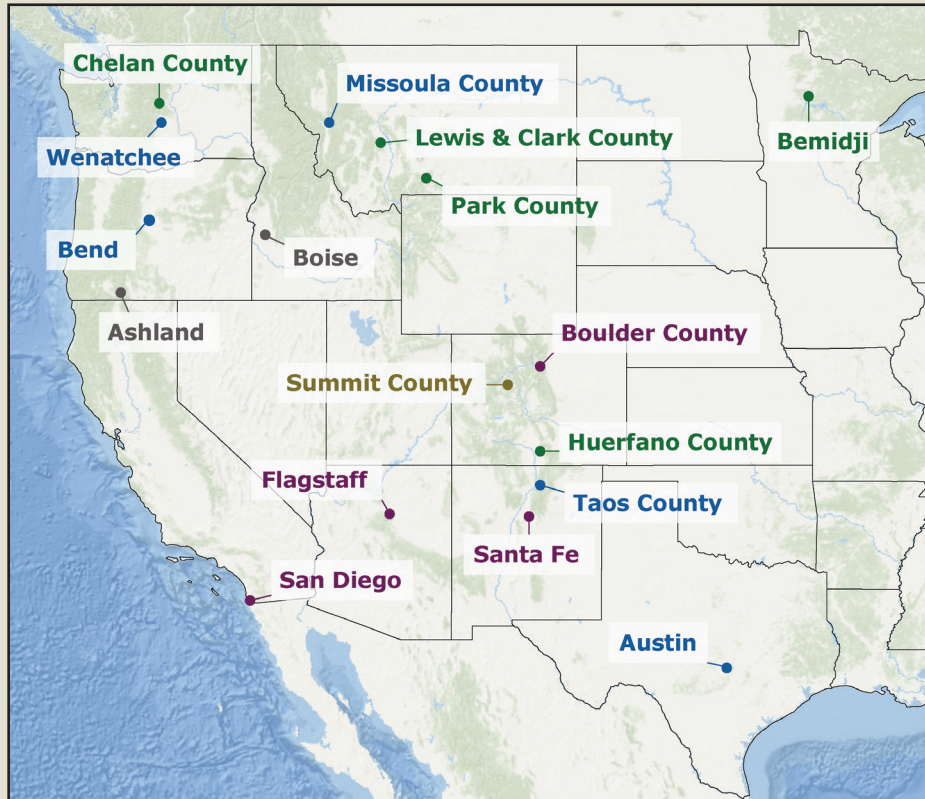 Chelan County
Missoula County
Lewis & Clark County
Bemidji
Wenatchee
Park County
Bend
Boise
Ashland
Boulder County
Summit County
Huerfano County
Flagstaff
Taos County
Santa Fe
San Diego
Austin